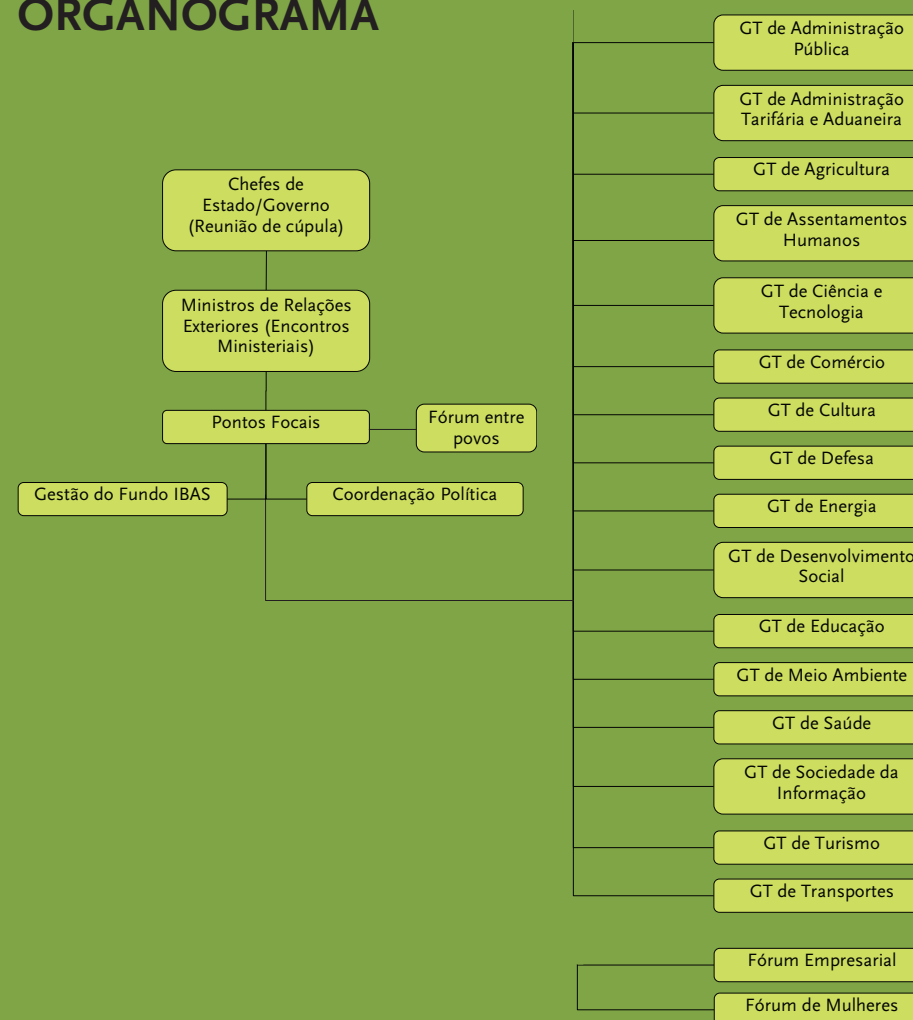 ORGANOGRAMA
Chefes de
Estado/Governo
(Reunião de cúpula)
Ministros de Relações
Exteriores (Encontros
Ministeriais)
Pontos Focais
Fórum entre
povos
Gestão do Fundo IBAS
Coordenação Política
GT de Administração
Pública
GT de Administração
Tarifária e Aduaneira
GT de Agricultura
GT de Assentamentos
Humanos
GT de Ciência e
Tecnologia
GT de Comércio
GT de Cultura
GT de Defesa
GT de Energia
GT de Desenvolvimento
Social
GT de Educação
GT de Meio Ambiente
GT de Saúde
GT de Sociedade da
Informação
GT de Turismo
GT de Transportes
Fórum Empresarial
Fórum de Mulheres